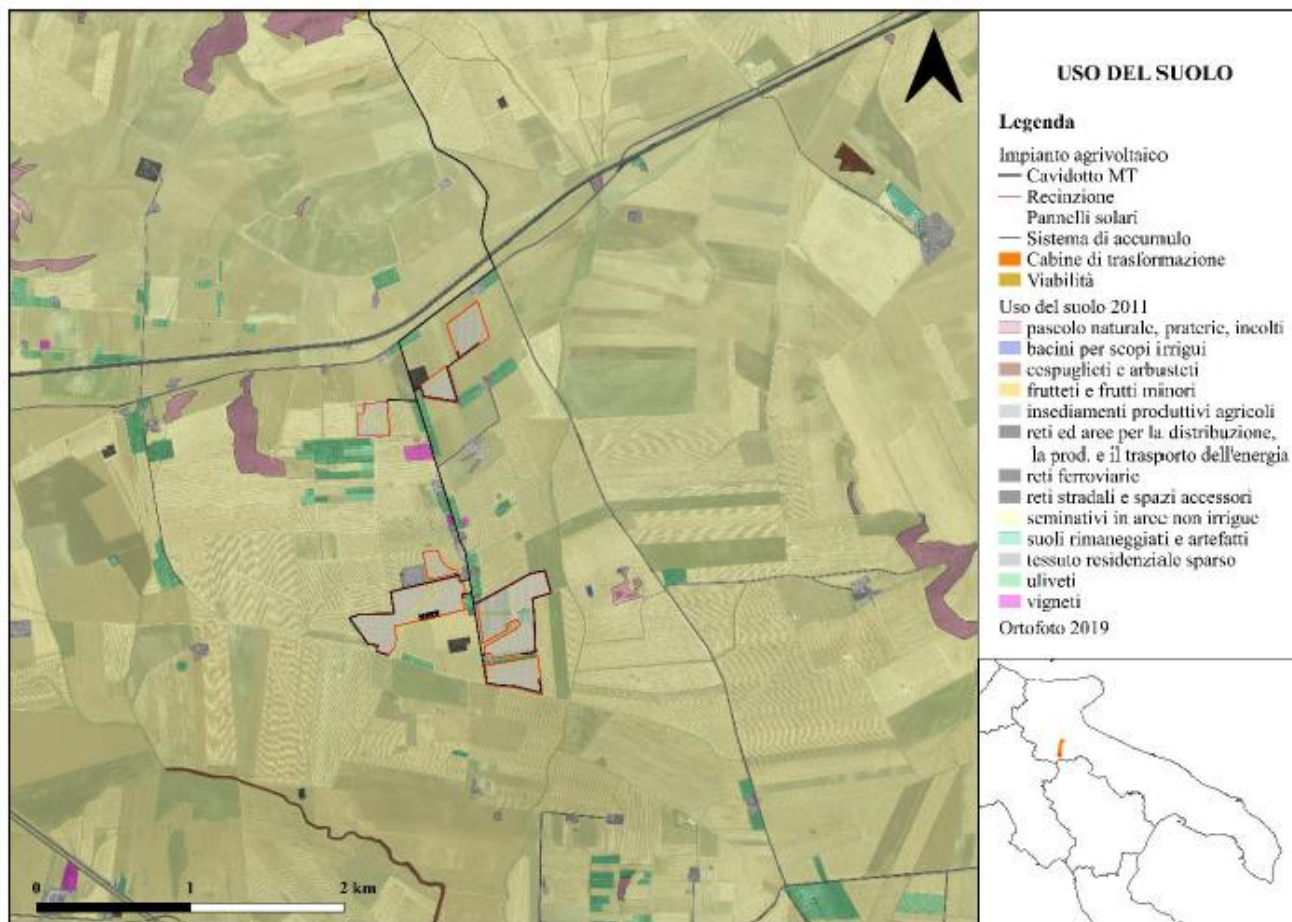 USO DEL SUOLO
Legenda
Impianto agrivoltaico
Cavidotto MT
Recinzione
Pannelli solari
Sistema di accumulo
Cabine di trasformazione
Viabilità
Uso del suolo 2011
pascolo naturale, praterie, incolti
bacini per scopi irrigui
cespuglieti e arbusteti
frutteti e frutti minori
insediamenti produttivi agricoli
reti ed aree per la distribuzione,
la prod. e il trasporto dell'energia
reti ferroviarie
reti stradali e spazi accessori
seminativi in aree non irrigue
suoli rimaneggiati e artefatti
tessuto residenziale sparso
uliveti
vigneti
Ortofoto 2019
0 1 2 km